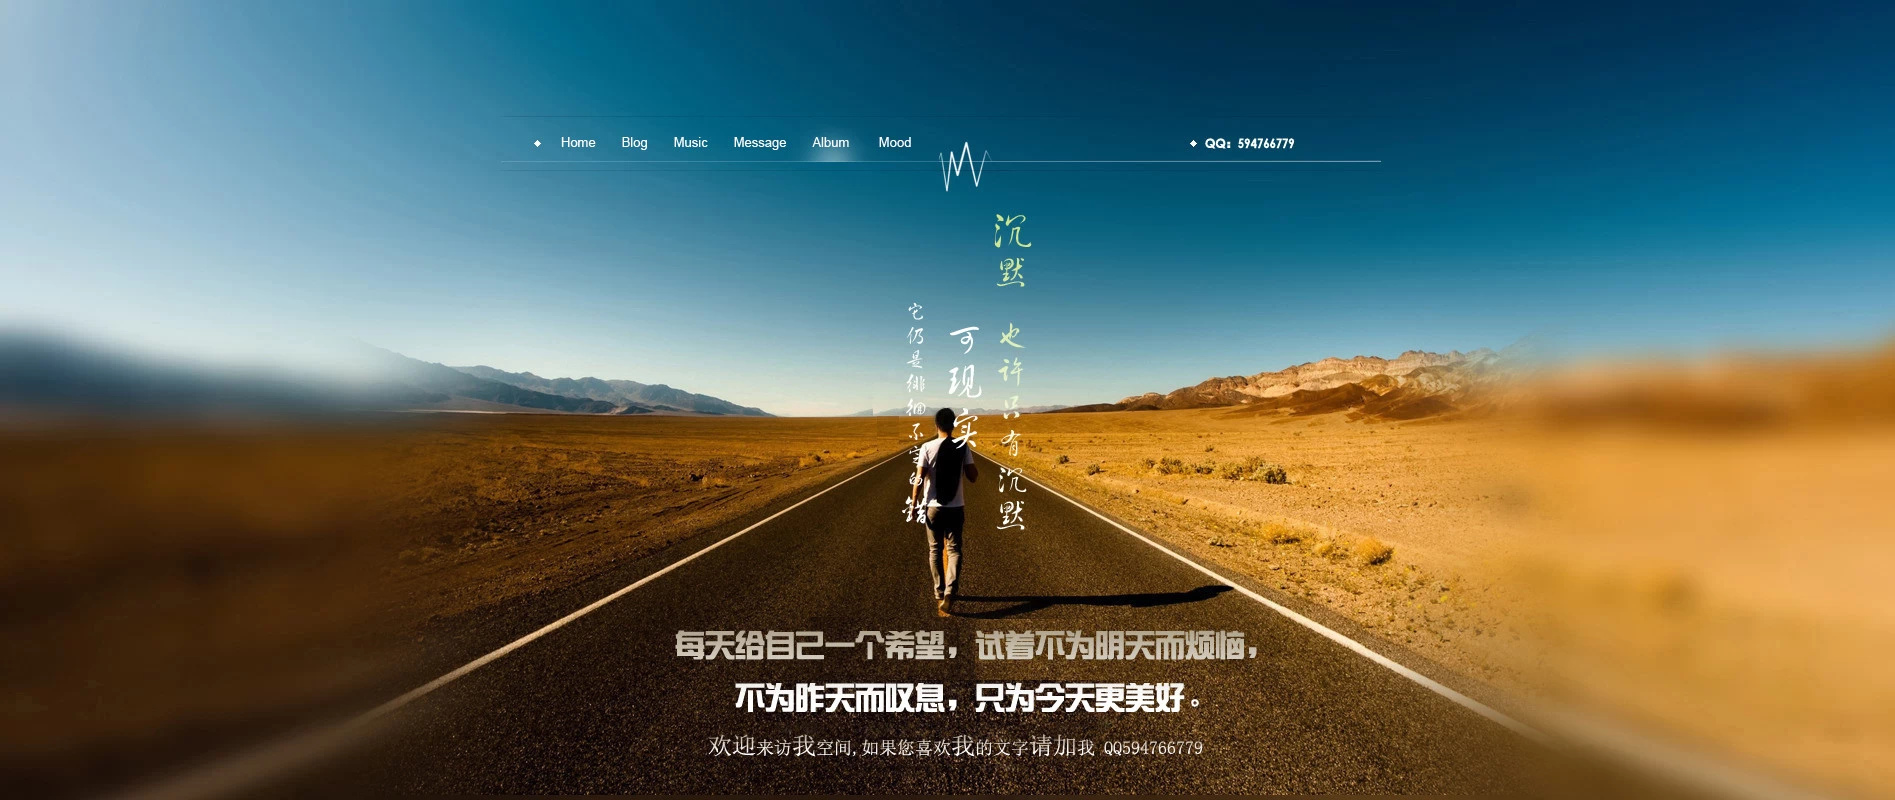 Home Blog Music Message Album Mood
QQ: 594766779
沉默 也许只有沉默
可现实
它仍是徘徊不定的错
每天给自己一个希望，试着不为明天而烦恼，
不为昨天而叹息，只为今天更美好。
欢迎来访我空间,如果您喜欢我的文字请加我 QQ594766779